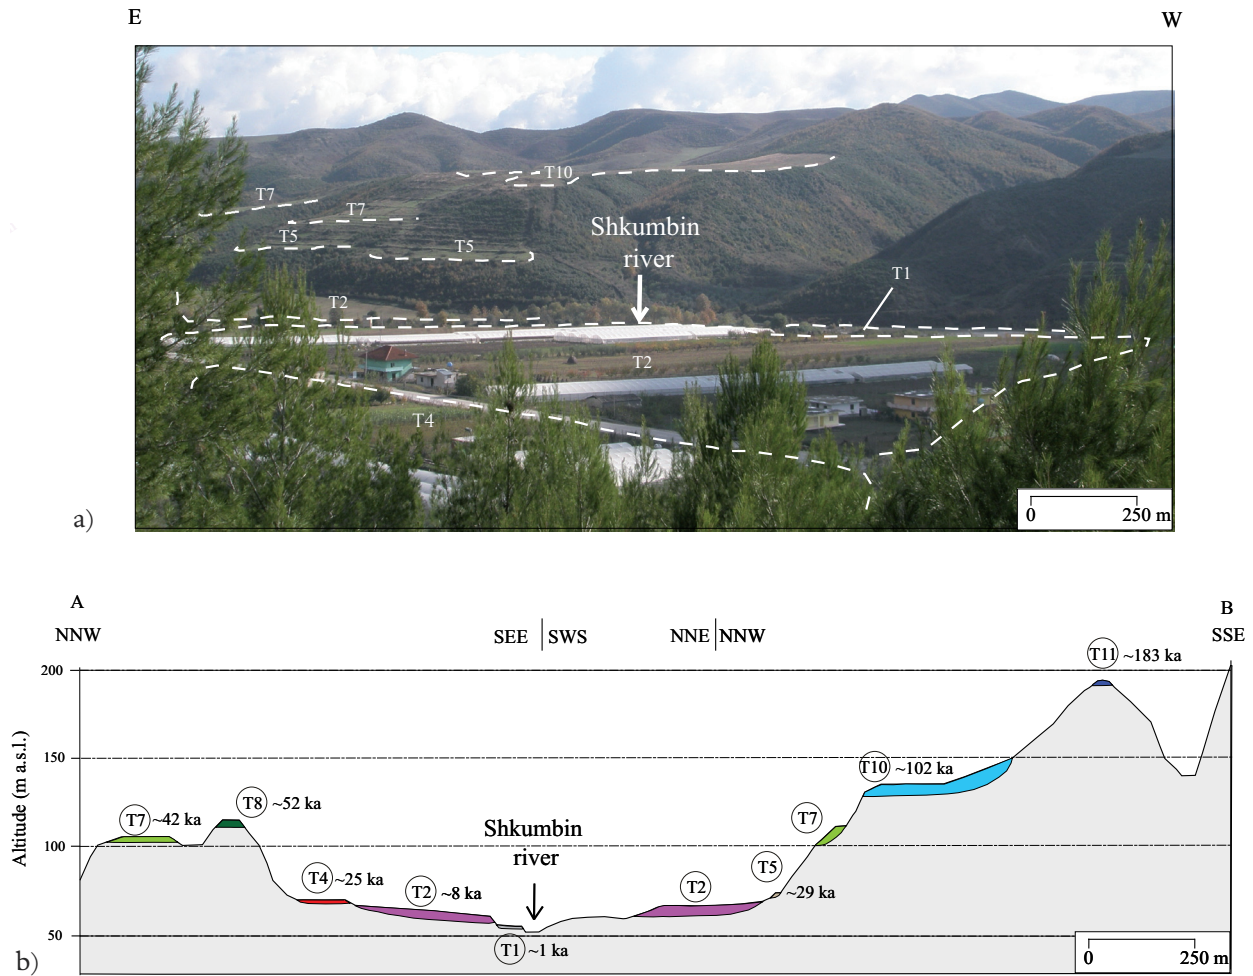 E
W
T10
T7
T7
Shkumbin
river
T5
T5
T1
T2
T2
T4
0 250 m
a)
A
B
NNW
SEE SWS
NNE NNW
SSE
T11 ~183 ka
200
150
T10 ~102 ka
T8 ~52 ka
T7 ~42 ka
T7
Shkumbin
river
100
T5
T4 ~25 ka
T2 ~8 ka
T2
~29 ka
50
T1 ~1 ka
0 250 m
Altitude (m a.s.l.)
b)